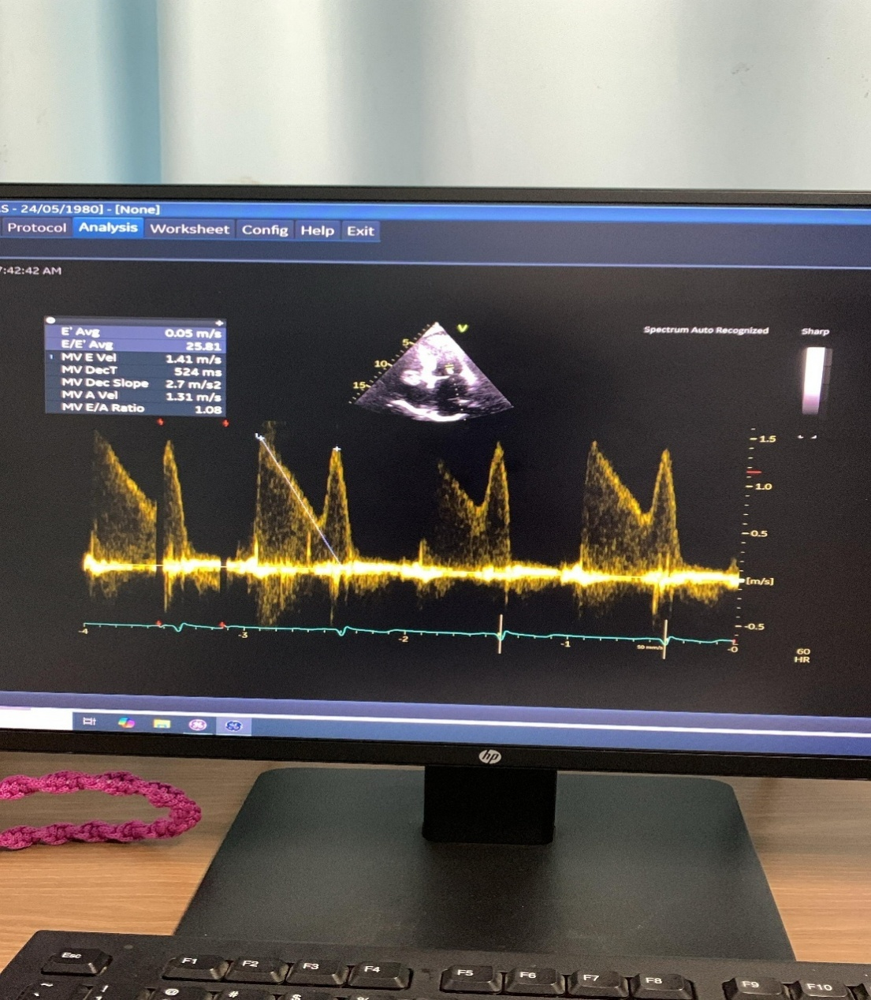 S - 24/05/1980] - [None]
Protocol Analysis Worksheet Config Help Exit
7:42:42 AM
E' Avg 0.05 m/s
E/E' Avg 25.81
1 MV E Vel 1.41 m/s
MV DecT 524 ms
MV Dec Slope 2.7 m/s2
MV A Vel 1.31 m/s
MV E/A Ratio 1.08
V
5
10
15
Spectrum Auto Recognized
Sharp
1.5
1.0
0.5
[m/s]
-0.5
-4 -3 -2 -1 -0
50 mm/s
60
HR
hp
Esc F1 F2 F3 F4 F5 F6 F7 F8 F9 F10
~ ! @ # $ %